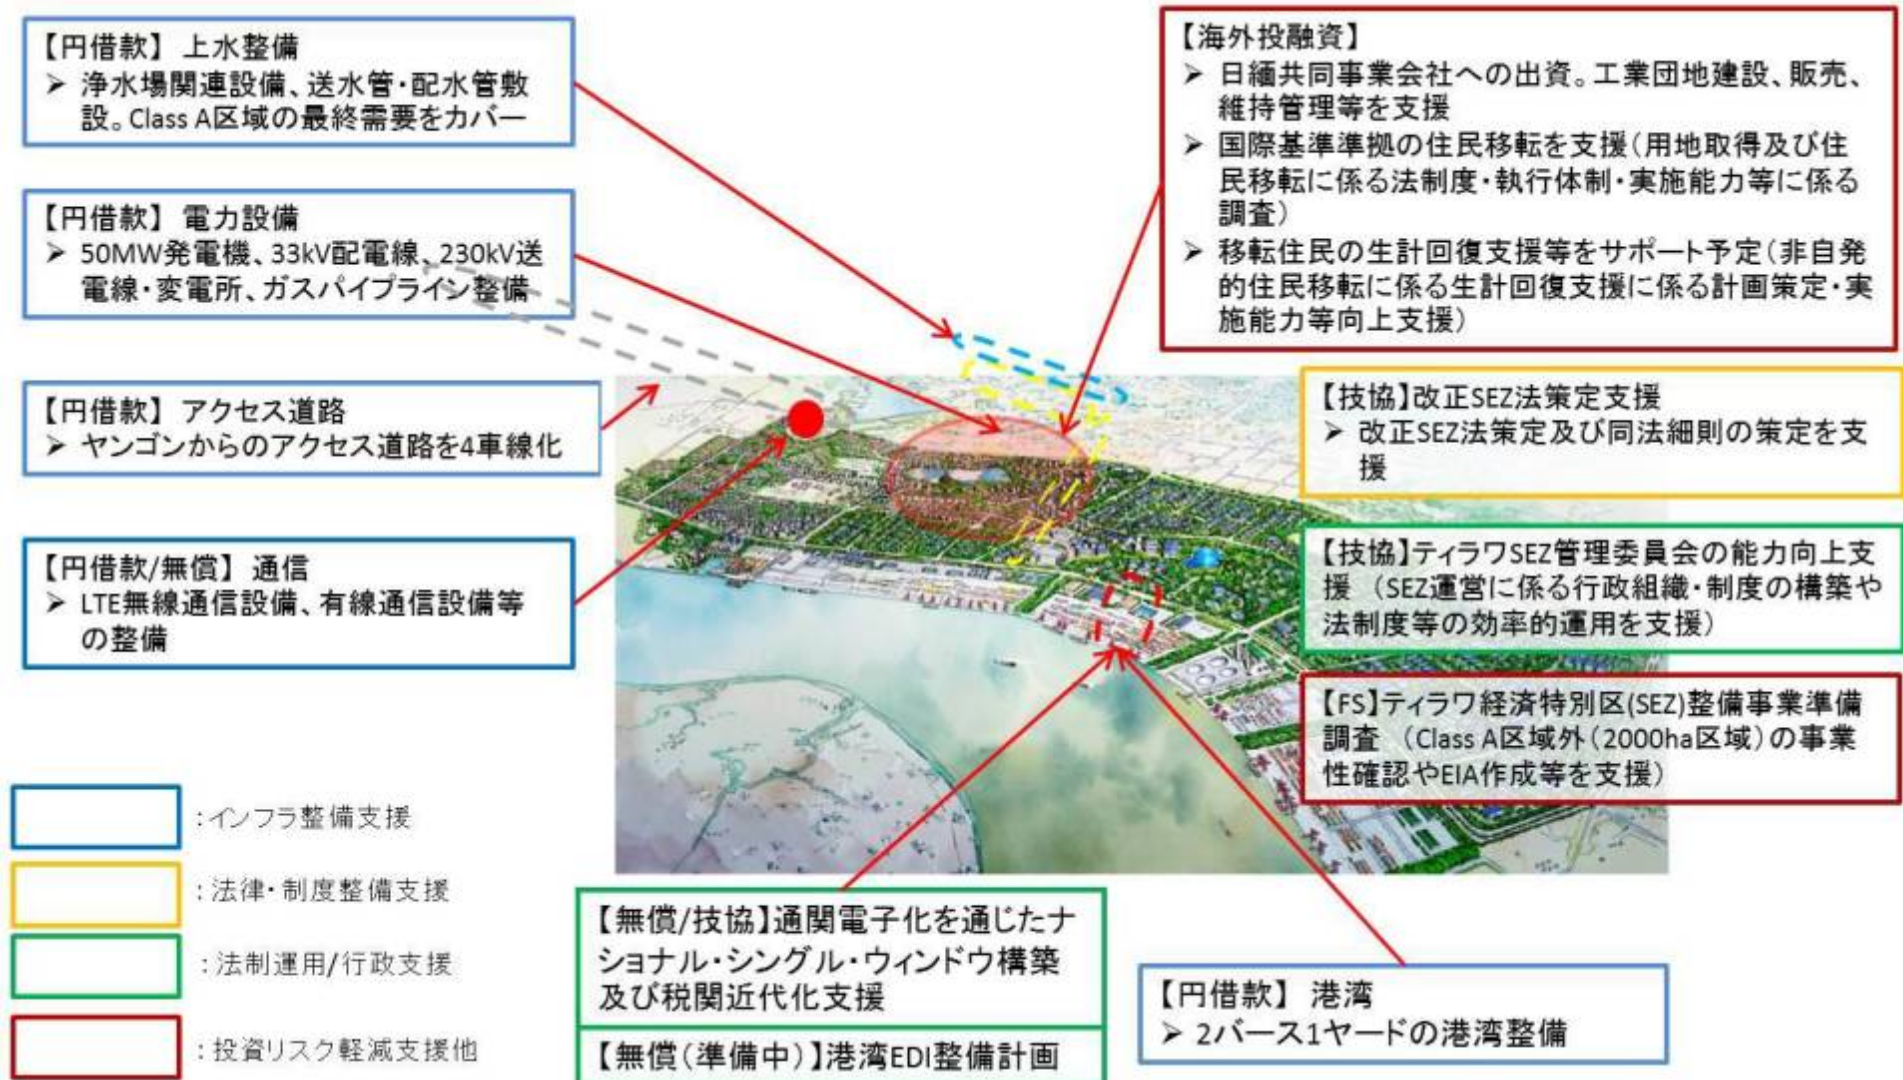 【円借款】 上水整備
➢ 浄水場関連設備、送水管・配水管敷
設。Class A区域の最終需要をカバー
【円借款】 電力設備
➢ 50MW発電機、33kV配電線、230kV送
電線・変電所、ガスパイプライン整備
【円借款】 アクセス道路
➢ ヤンゴンからのアクセス道路を4車線化
【円借款/無償】 通信
➢ LTE無線通信設備、有線通信設備等
の整備
【海外投融資】
➢ 日緬共同事業会社への出資。工業団地建設、販売、
維持管理等を支援
➢ 国際基準準拠の住民移転を支援（用地取得及び住
民移転に係る法制度・執行体制・実施能力等に係る
調査）
➢ 移転住民の生計回復支援等をサポート予定（非自発
的住民移転に係る生計回復支援に係る計画策定・実
施能力等向上支援）
【技協】改正SEZ法策定支援
➢ 改正SEZ法策定及び同法細則の策定を支
援
【技協】ティラワSEZ管理委員会の能力向上支
援 （SEZ運営に係る行政組織・制度の構築や
法制度等の効率的運用を支援）
【FS】ティラワ経済特別区(SEZ)整備事業準備
調査 （Class A区域外（2000ha区域）の事業
性確認やEIA作成等を支援）
：インフラ整備支援
：法律・制度整備支援
：法制運用/行政支援
：投資リスク軽減支援他
【無償/技協】通関電子化を通じたナ
ショナル・シングル・ウィンドウ構築
及び税関近代化支援
【無償（準備中）】港湾EDI整備計画
【円借款】 港湾
➢ 2バース1ヤードの港湾整備